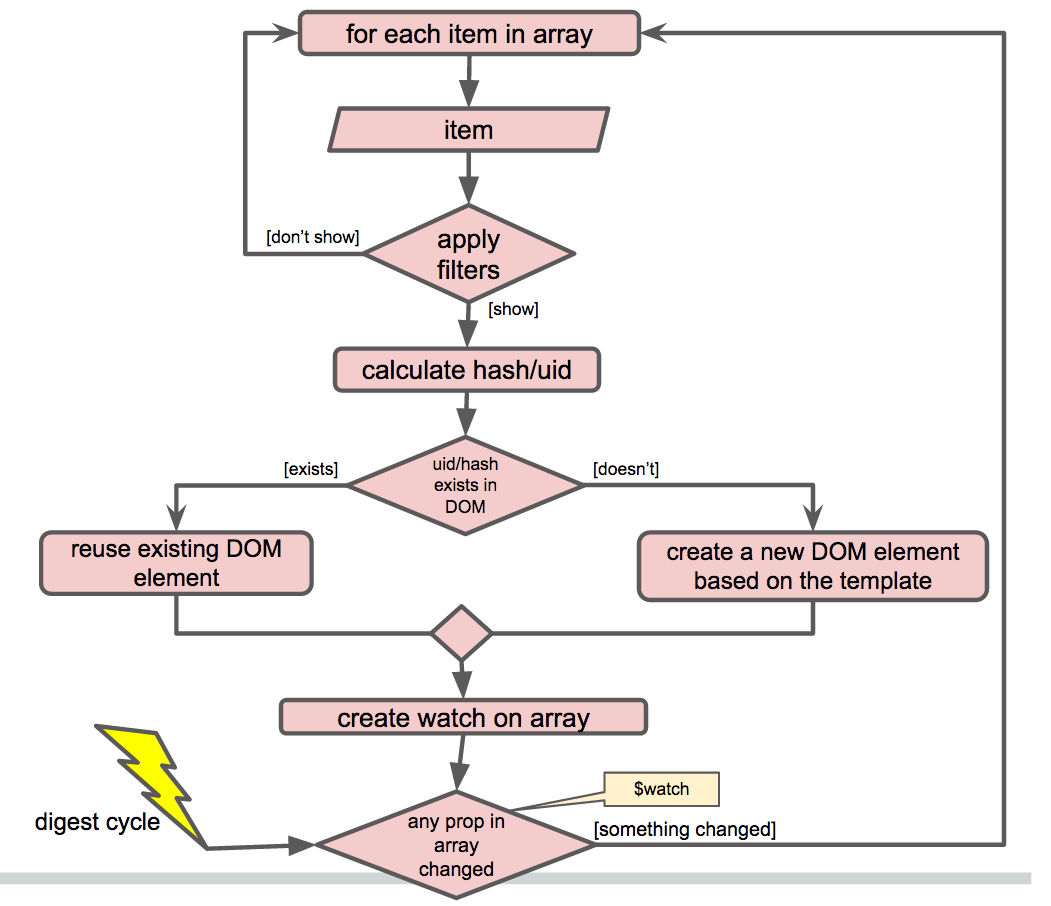 for each item in array
item
apply
filters
[don't show]
[show]
calculate hash/uid
uid/hash
exists in
DOM
[exists]
[doesn't]
reuse existing DOM
element
create a new DOM element
based on the template
create watch on array
digest cycle
$watch
any prop in
array
changed
[something changed]